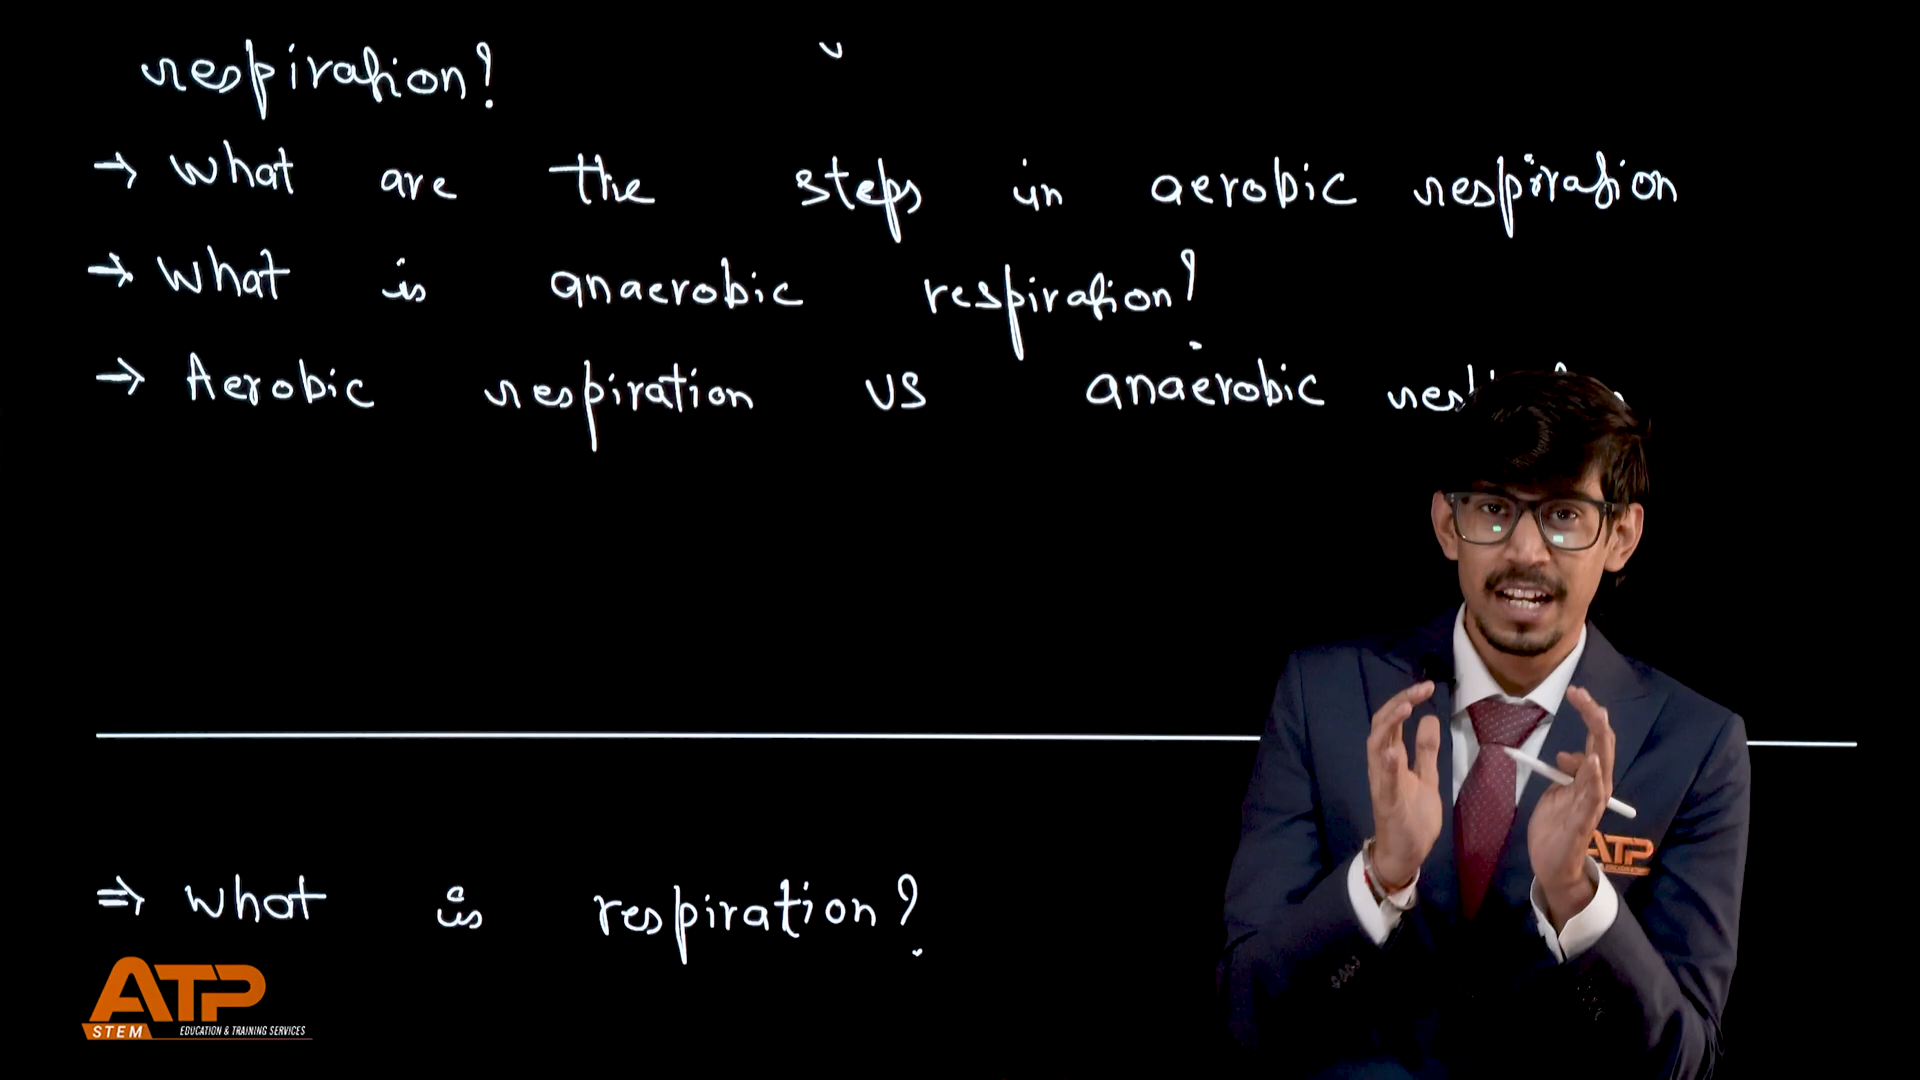 respiration?
→ What are the steps in aerobic respiration
→ What is anaerobic respiration?
→ Aerobic respiration vs anaerobic
⇒ What is respiration?
ATP
ATP
STEM EDUCATION & TRAINING SERVICES